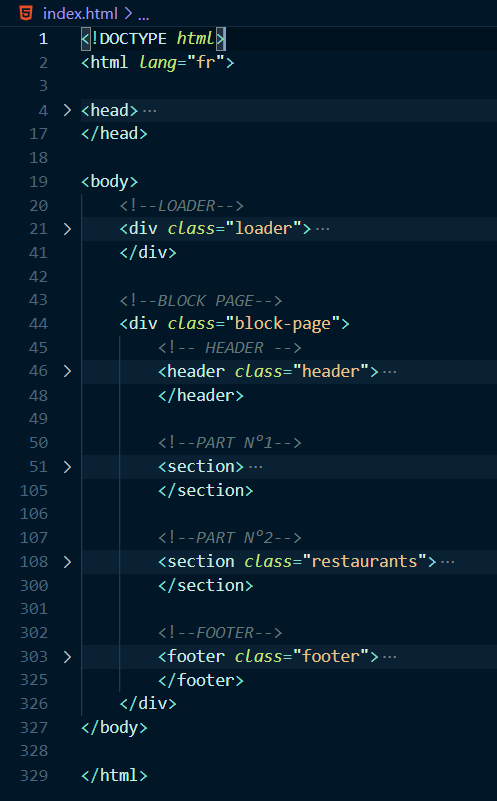 index.html > ...
1 <!DOCTYPE html>
2 <html lang="fr">
3
4 > <head>···
17 </head>
18
19 <body>
20 <!--LOADER-->
21 > <div class="loader">···
41 </div>
42
43 <!--BLOCK PAGE-->
44 <div class="block-page">
45 <!-- HEADER -->
46 > <header class="header">···
48 </header>
49
50 <!--PART N°1-->
51 > <section>···
105 </section>
106
107 <!--PART N°2-->
108 > <section class="restaurants">···
300 </section>
301
302 <!--FOOTER-->
303 > <footer class="footer">···
325 </footer>
326 </div>
327 </body>
328
329 </html>